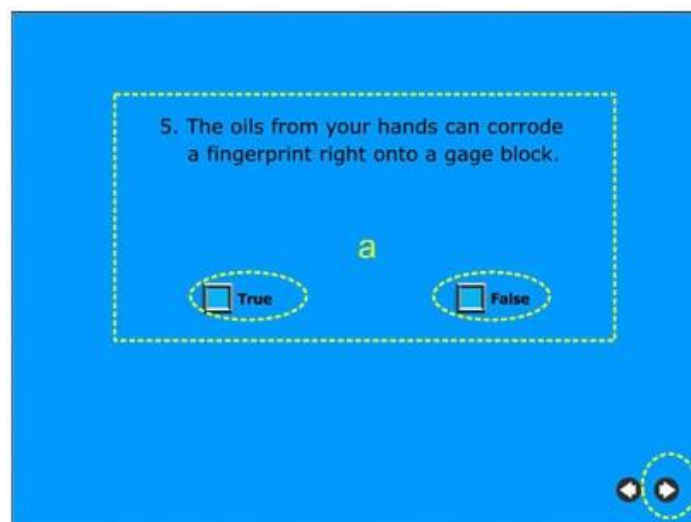 5. The oils from your hands can corrode
a fingerprint right onto a gage block.
a
True False